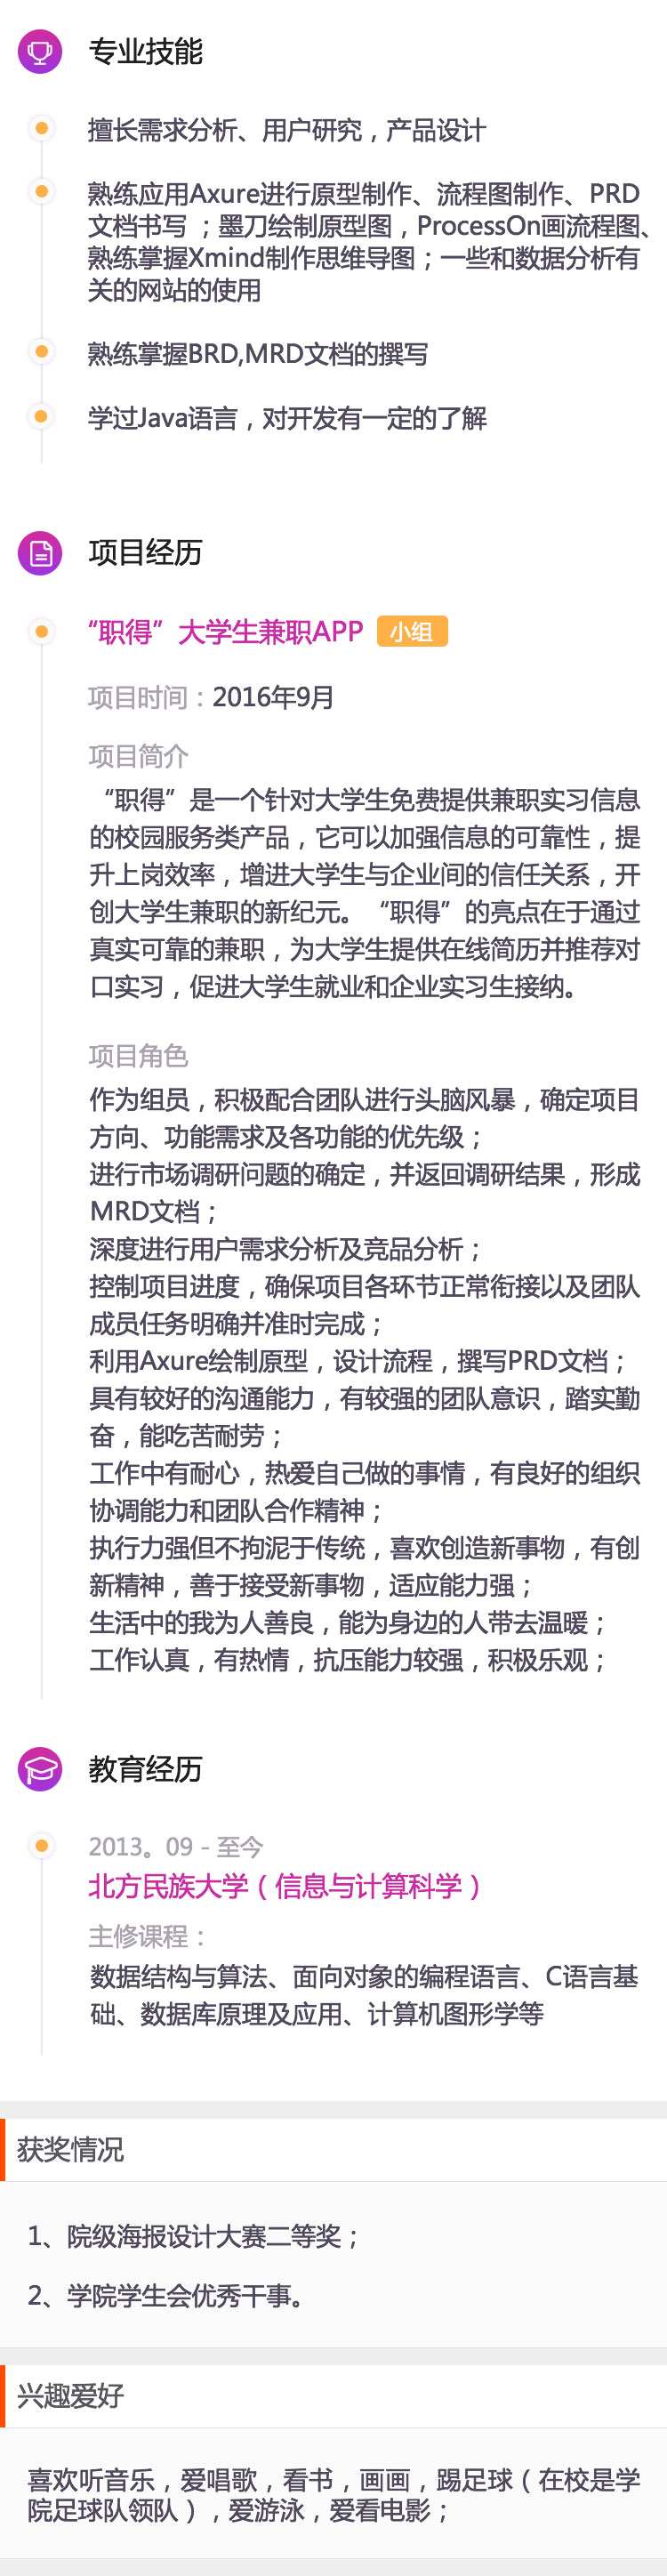 专业技能
擅长需求分析、用户研究，产品设计
熟练应用Axure进行原型制作、流程图制作、PRD
文档书写 ；墨刀绘制原型图，ProcessOn画流程图、
熟练掌握Xmind制作思维导图；一些和数据分析有
关的网站的使用
熟练掌握BRD,MRD文档的撰写
学过Java语言，对开发有一定的了解
项目经历
“职得”大学生兼职APP 小组
项目时间：2016年9月
项目简介
“职得”是一个针对大学生免费提供兼职实习信息
的校园服务类产品，它可以加强信息的可靠性，提
升上岗效率，增进大学生与企业间的信任关系，开
创大学生兼职的新纪元。“职得”的亮点在于通过
真实可靠的兼职，为大学生提供在线简历并推荐对
口实习，促进大学生就业和企业实习生接纳。
项目角色
作为组员，积极配合团队进行头脑风暴，确定项目
方向、功能需求及各功能的优先级；
进行市场调研问题的确定，并返回调研结果，形成
MRD文档；
深度进行用户需求分析及竞品分析；
控制项目进度，确保项目各环节正常衔接以及团队
成员任务明确并准时完成；
利用Axure绘制原型，设计流程，撰写PRD文档；
具有较好的沟通能力，有较强的团队意识，踏实勤
奋，能吃苦耐劳；
工作中有耐心，热爱自己做的事情，有良好的组织
协调能力和团队合作精神；
执行力强但不拘泥于传统，喜欢创造新事物，有创
新精神，善于接受新事物，适应能力强；
生活中的我为人善良，能为身边的人带去温暖；
工作认真，有热情，抗压能力较强，积极乐观；
教育经历
2013。09 - 至今
北方民族大学（信息与计算科学）
主修课程：
数据结构与算法、面向对象的编程语言、C语言基
础、数据库原理及应用、计算机图形学等
获奖情况
1、院级海报设计大赛二等奖；
2、学院学生会优秀干事。
兴趣爱好
喜欢听音乐，爱唱歌，看书，画画，踢足球（在校是学
院足球队领队），爱游泳，爱看电影；